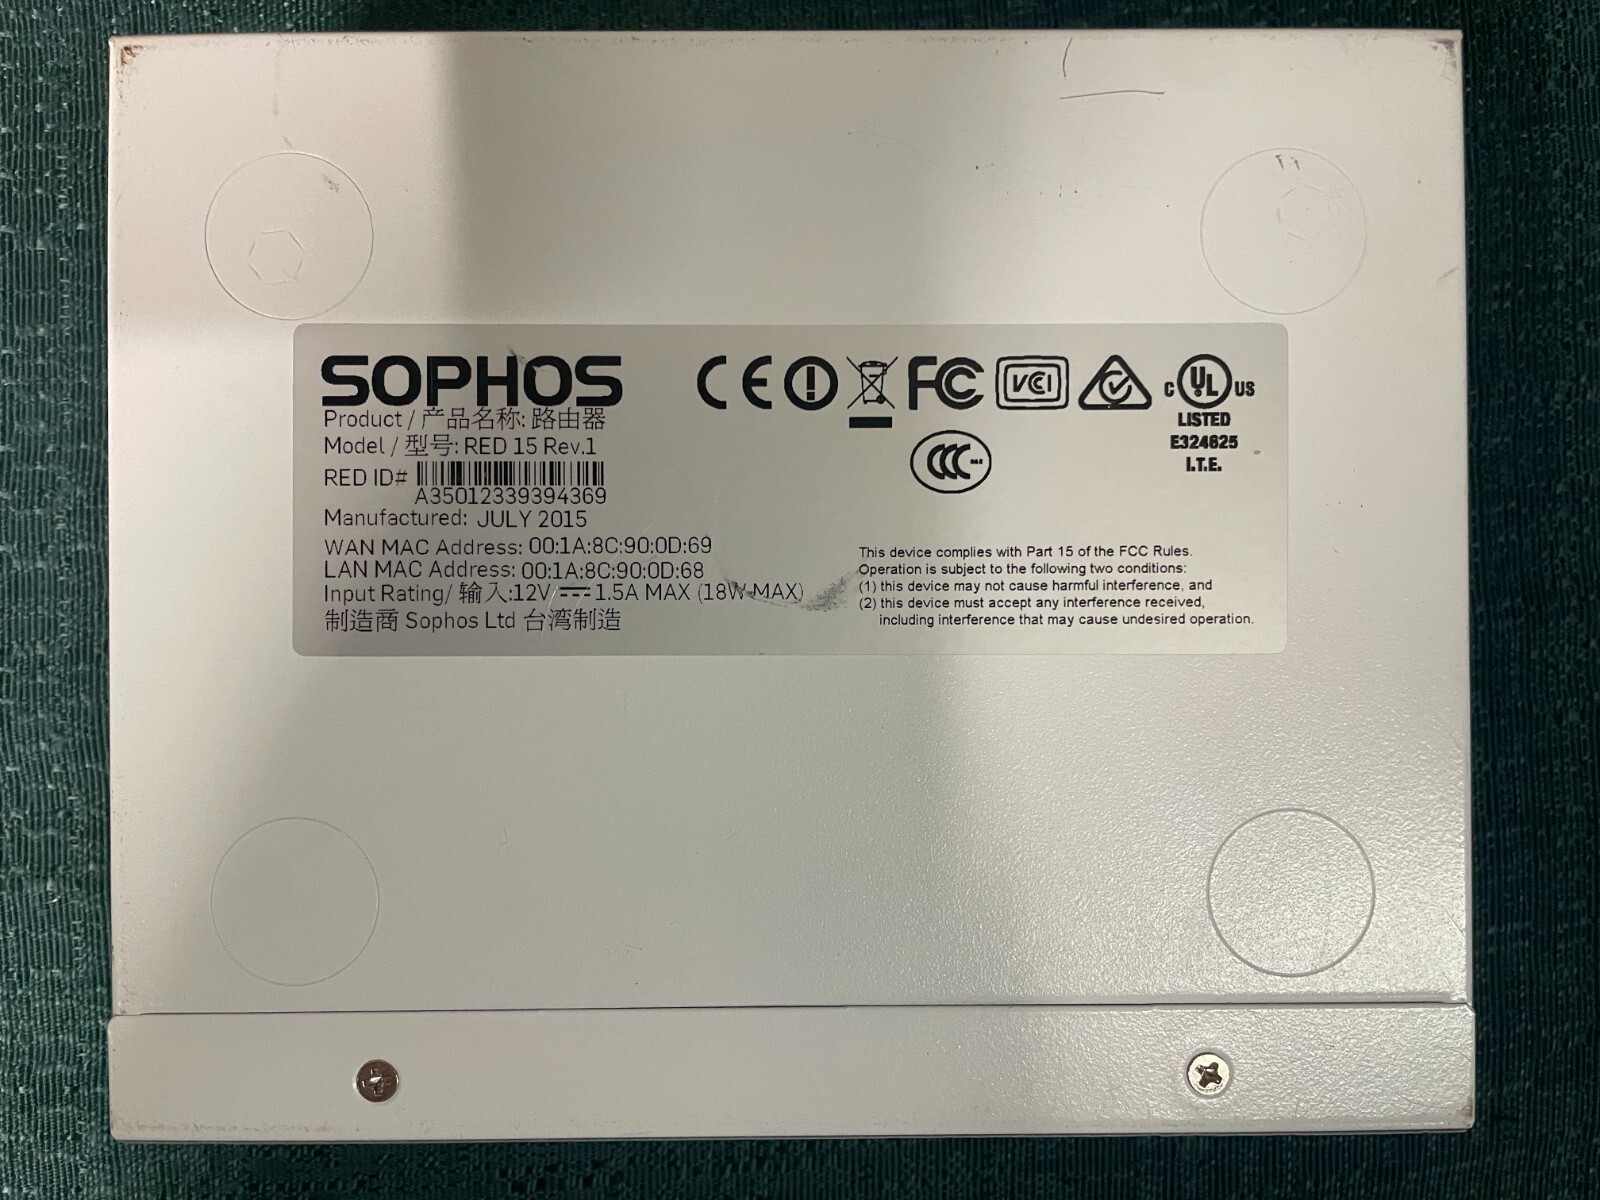 SOPHOS
Product / 产品名称: 路由器
Model / 型号: RED 15 Rev.1
RED ID#
A35012339394369
Manufactured: JULY 2015
WAN MAC Address: 00:1A:8C:90:0D:69
LAN MAC Address: 00:1A:8C:90:0D:68
Input Rating/ 输入:12V 1.5A MAX (18W MAX)
制造商 Sophos Ltd 台湾制造
CE FC VCI C UL US
LISTED
E324625
I.T.E.
CCC
This device complies with Part 15 of the FCC Rules.
Operation is subject to the following two conditions:
(1) this device may not cause harmful interference, and
(2) this device must accept any interference received,
including interference that may cause undesired operation.